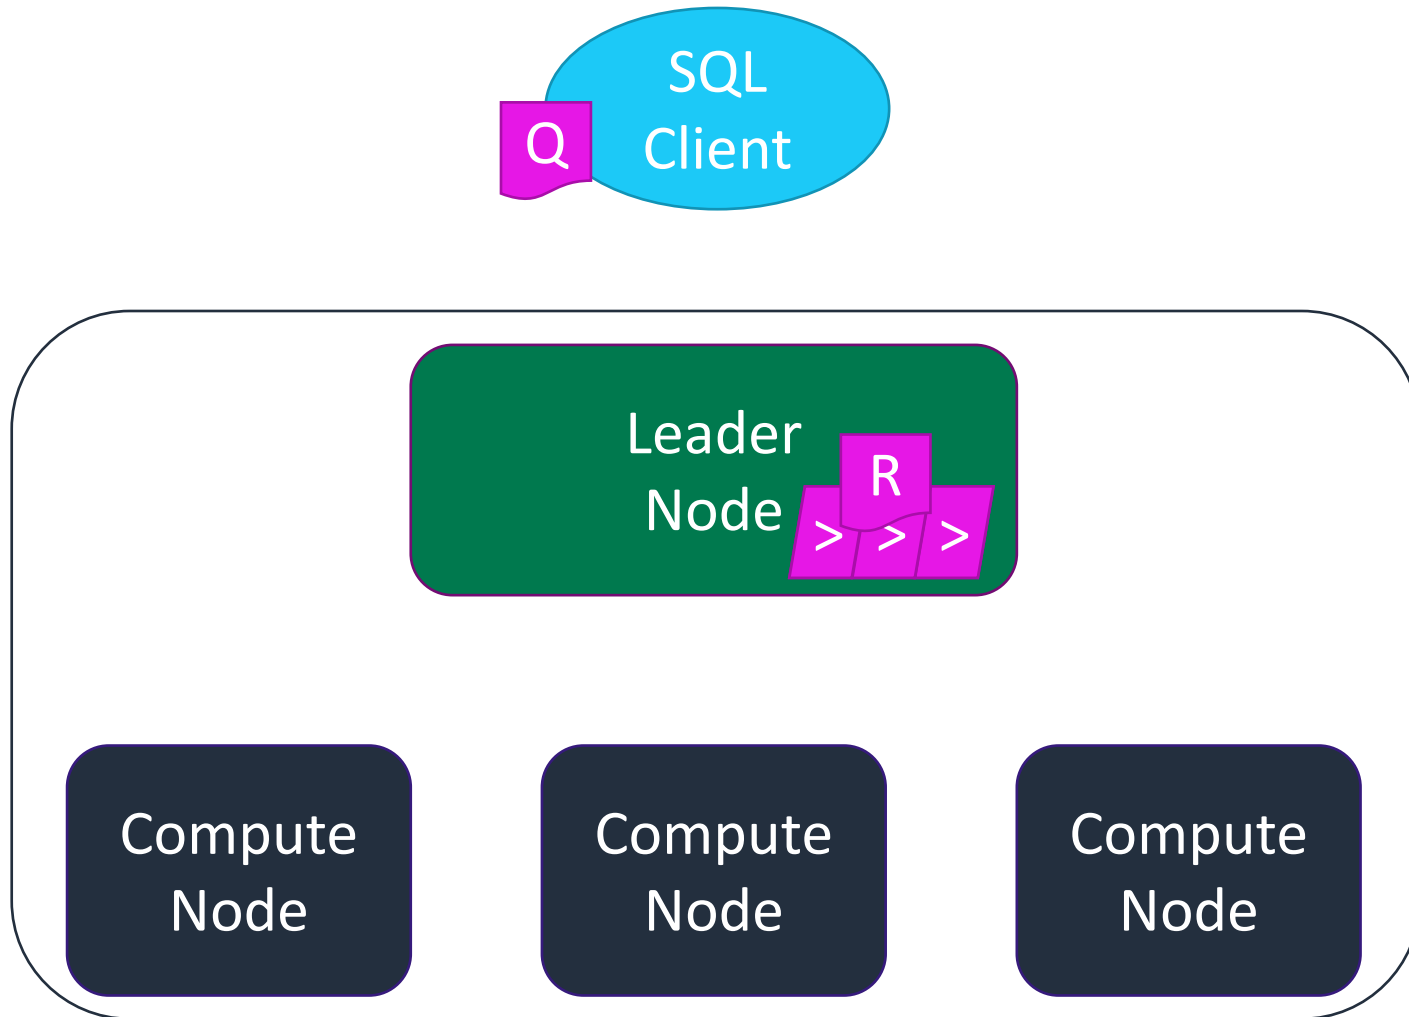 SQL
Client
Q
Leader
Node
R
> > >
Compute
Node
Compute
Node
Compute
Node